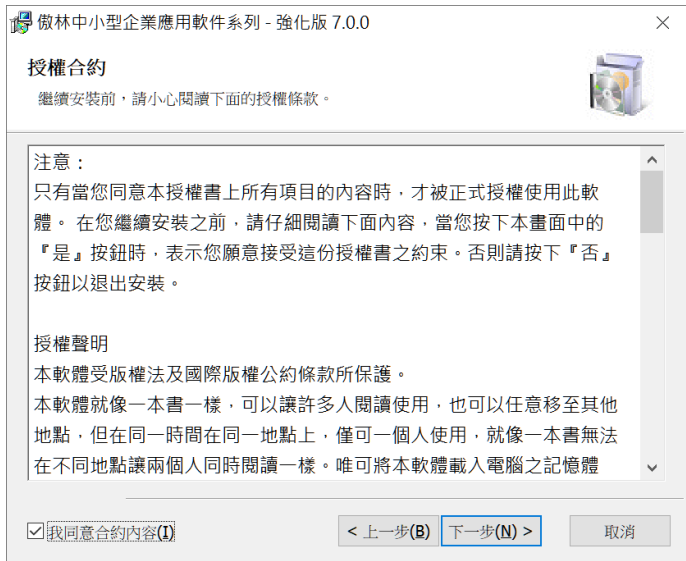 傲林中小型企業應用軟件系列 - 強化版 7.0.0
授權合約
繼續安裝前，請小心閱讀下面的授權條款。
注意：
只有當您同意本授權書上所有項目的內容時，才被正式授權使用此軟
體。 在您繼續安裝之前，請仔細閱讀下面內容，當您按下本畫面中的
『是』按鈕時，表示您願意接受這份授權書之約束。否則請按下『否』
按鈕以退出安裝。
授權聲明
本軟體受版權法及國際版權公約條款所保護。
本軟體就像一本書一樣，可以讓許多人閱讀使用，也可以任意移至其他
地點，但在同一時間在同一地點上，僅可一個人使用，就像一本書無法
在不同地點讓兩個人同時閱讀一樣。唯可將本軟體載入電腦之記憶體
我同意合約內容(I)
< 上一步(B)
下一步(N) >
取消